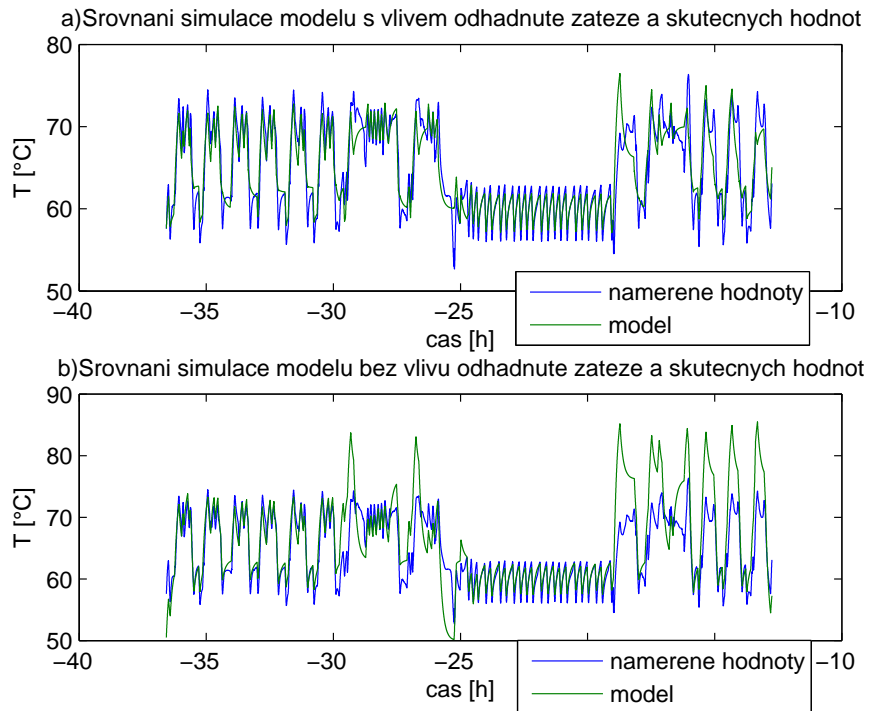 a)Srovnani simulace modelu s vlivem odhadnute zateze a skutecnych hodnot
80
70
60
50
T [°C]
−40 −35 −30 −25 −10
cas [h]
namerene hodnoty
model
b)Srovnani simulace modelu bez vlivu odhadnute zateze a skutecnych hodnot
90
80
70
60
50
T [°C]
−40 −35 −30 −25 −10
cas [h]
namerene hodnoty
model